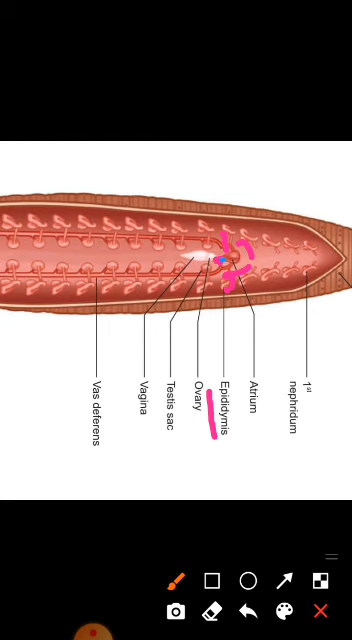 1st
nephridum
Atrium
Epididymis
Ovary
Testis sac
Vagina
Vas deferens